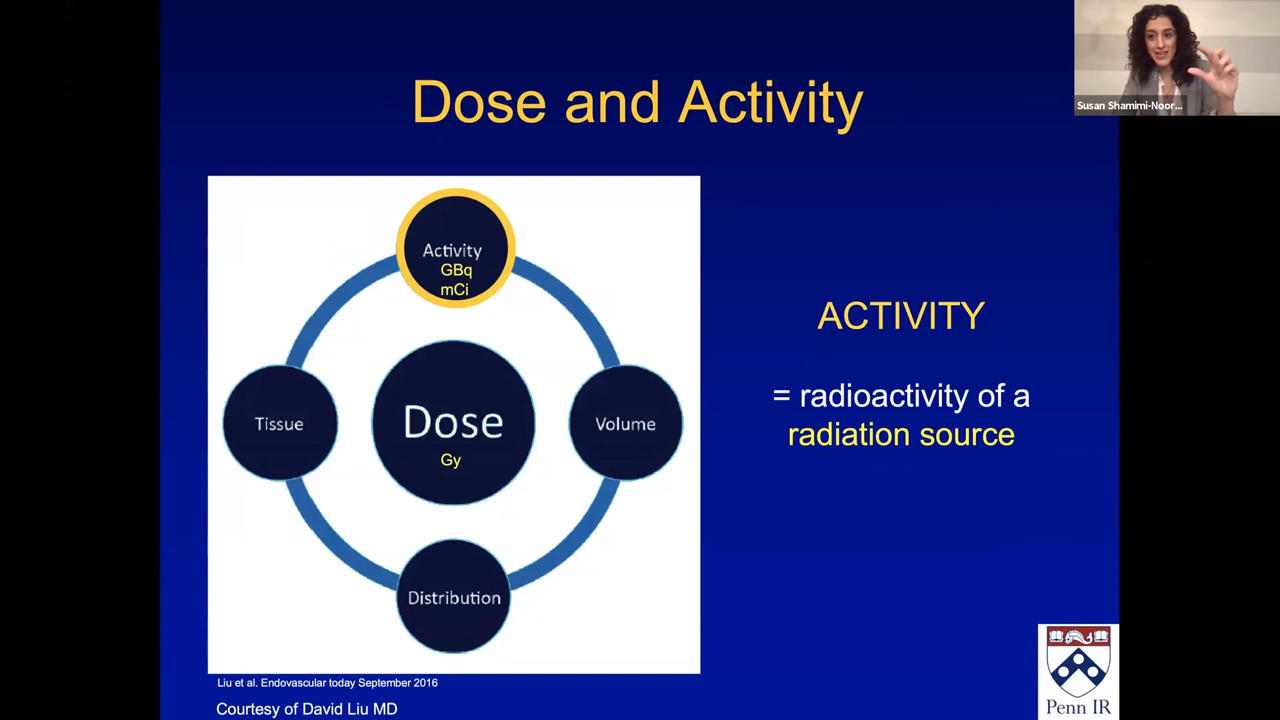 Dose and Activity
Susan Shamimi-Noor...
Activity
GBq
mCi
Tissue
Dose
Gy
Volume
Distribution
ACTIVITY
= radioactivity of a
radiation source
Liu et al. Endovascular today September 2016
Courtesy of David Liu MD
Penn IR